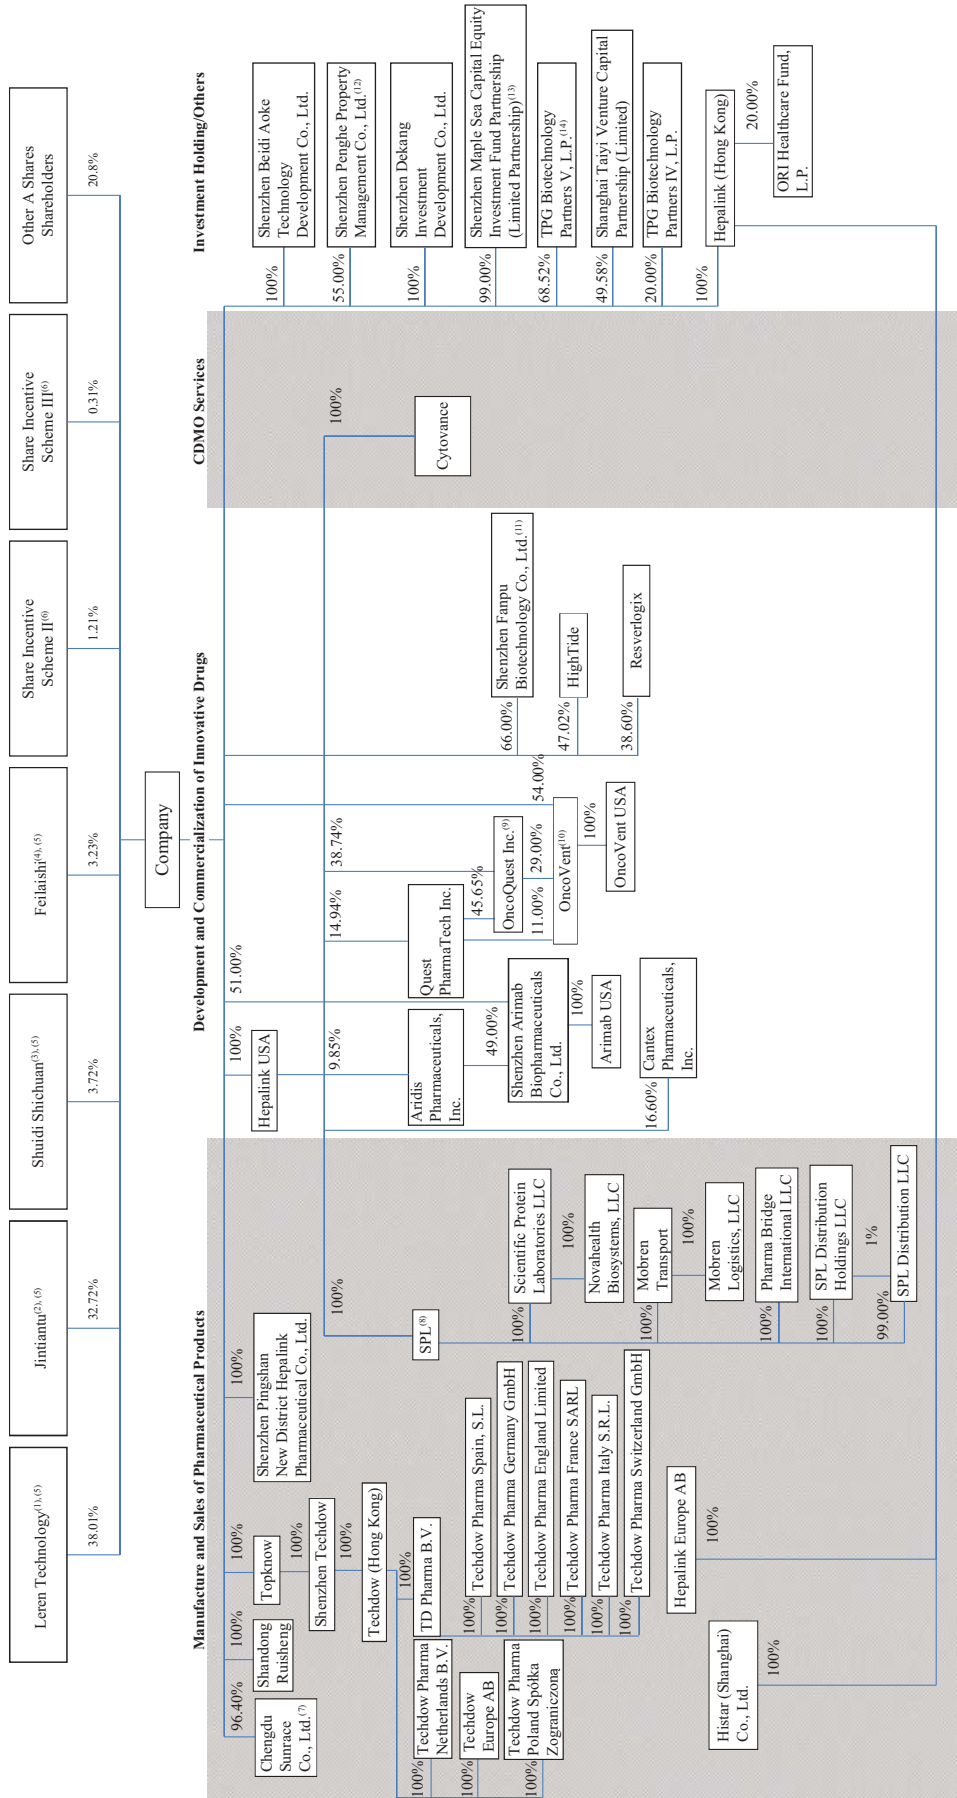 Leren Technology(1), (5)
Jintiantu(2), (5)
Shuidi Shichuan(3), (5)
Feilaishi(4), (5)
Share Incentive
Scheme II(6)
Share Incentive
Scheme III(6)
Other A Shares
Shareholders
38.01%
32.72%
3.72%
3.23%
1.21%
0.31%
20.8%
Company
Manufacture and Sales of Pharmaceutical Products
Development and Commercialization of Innovative Drugs
CDMO Services
Investment Holding/Others
96.40%
100%
100%
100%
Chengdu
Sunrace
Co., Ltd.(7)
Shandong
Ruisheng
Topknow
Shenzhen Pingshan
New District Hepalink
Pharmaceutical Co., Ltd.
100%
Shenzhen Techdow
100%
Techdow (Hong Kong)
100%
TD Pharma B.V.
100%
Techdow Pharma
Netherlands B.V.
100%
Techdow
Europe AB
100%
Techdow Pharma
Poland Spółka
Zograniczoną
100%
Techdow Pharma Spain, S.L.
100%
Techdow Pharma Germany GmbH
100%
Techdow Pharma England Limited
100%
Techdow Pharma France SARL
100%
Techdow Pharma Italy S.R.L.
100%
Techdow Pharma Switzerland GmbH
Hepalink Europe AB
100%
Histar (Shanghai)
Co., Ltd.
100%
100%
SPL(8)
100%
Scientific Protein
Laboratories LLC
100%
Novahealth
Biosystems, LLC
100%
Mobren
Transport
100%
Mobren
Logistics, LLC
100%
Pharma Bridge
International LLC
100%
SPL Distribution
Holdings LLC
1%
99.00%
SPL Distribution LLC
100%
Hepalink USA
51.00%
9.85%
Aridis
Pharmaceuticals,
Inc.
49.00%
Shenzhen Arimab
Biopharmaceuticals
Co., Ltd.
100%
Arimab USA
16.60%
Cantex
Pharmaceuticals,
Inc.
14.94%
38.74%
Quest
PharmaTech Inc.
45.65%
OncoQuest Inc.(9)
11.00%
29.00%
54.00%
OncoVent(10)
100%
OncoVent USA
66.00%
Shenzhen Fanpu
Biotechnology Co., Ltd.(11)
47.02%
HighTide
38.60%
Resverlogix
100%
Cytovance
100%
Shenzhen Beidi Aoke
Technology
Development Co., Ltd.
55.00%
Shenzhen Penghe Property
Management Co., Ltd.(12)
100%
Shenzhen Dekang
Investment
Development Co., Ltd.
99.00%
Shenzhen Maple Sea Capital Equity
Investment Fund Partnership
(Limited Partnership)(13)
68.52%
TPG Biotechnology
Partners V, L.P.(14)
49.58%
Shanghai Taiyi Venture Capital
Partnership (Limited)
20.00%
TPG Biotechnology
Partners IV, L.P.
100%
Hepalink (Hong Kong)
20.00%
ORI Healthcare Fund,
L.P.